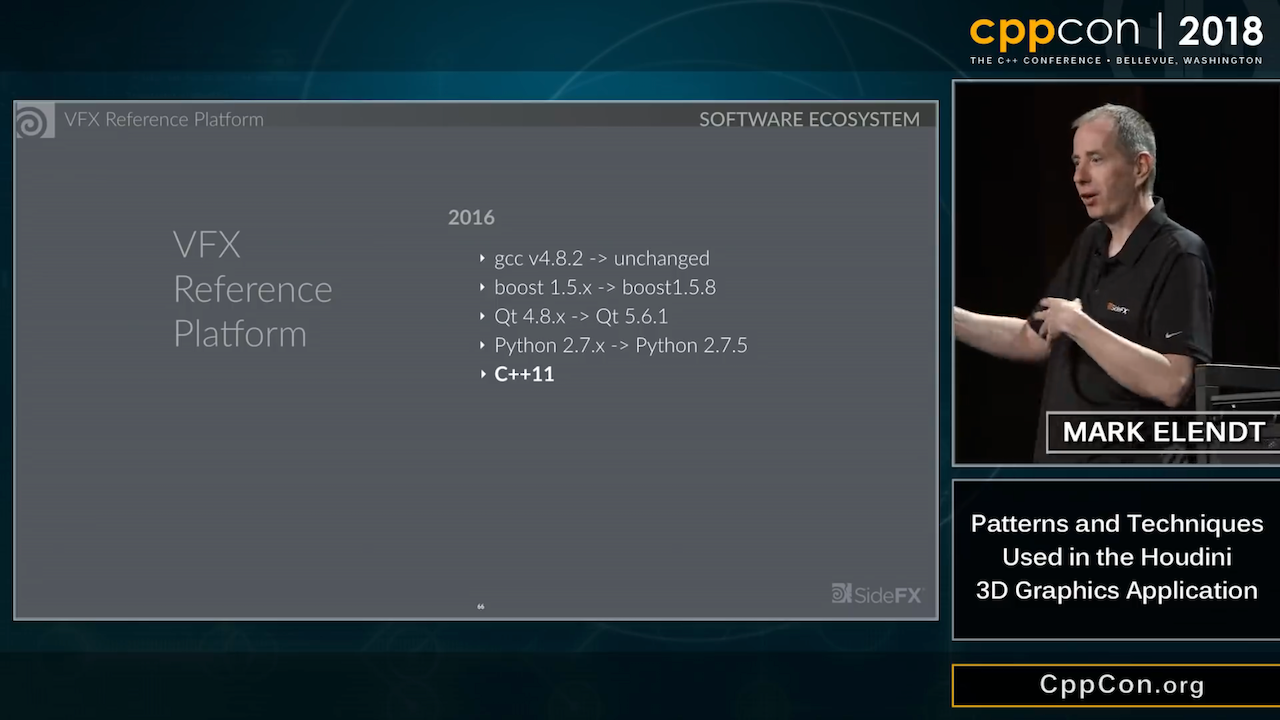 cppcon | 2018
THE C++ CONFERENCE • BELLEVUE, WASHINGTON
VFX Reference Platform
SOFTWARE ECOSYSTEM
VFX
Reference
Platform
2016
gcc v4.8.2 -> unchanged
boost 1.5.x -> boost1.5.8
Qt 4.8.x -> Qt 5.6.1
Python 2.7.x -> Python 2.7.5
C++11
66
SideFX
SideFX
MARK ELENDT
Patterns and Techniques
Used in the Houdini
3D Graphics Application
CppCon.org